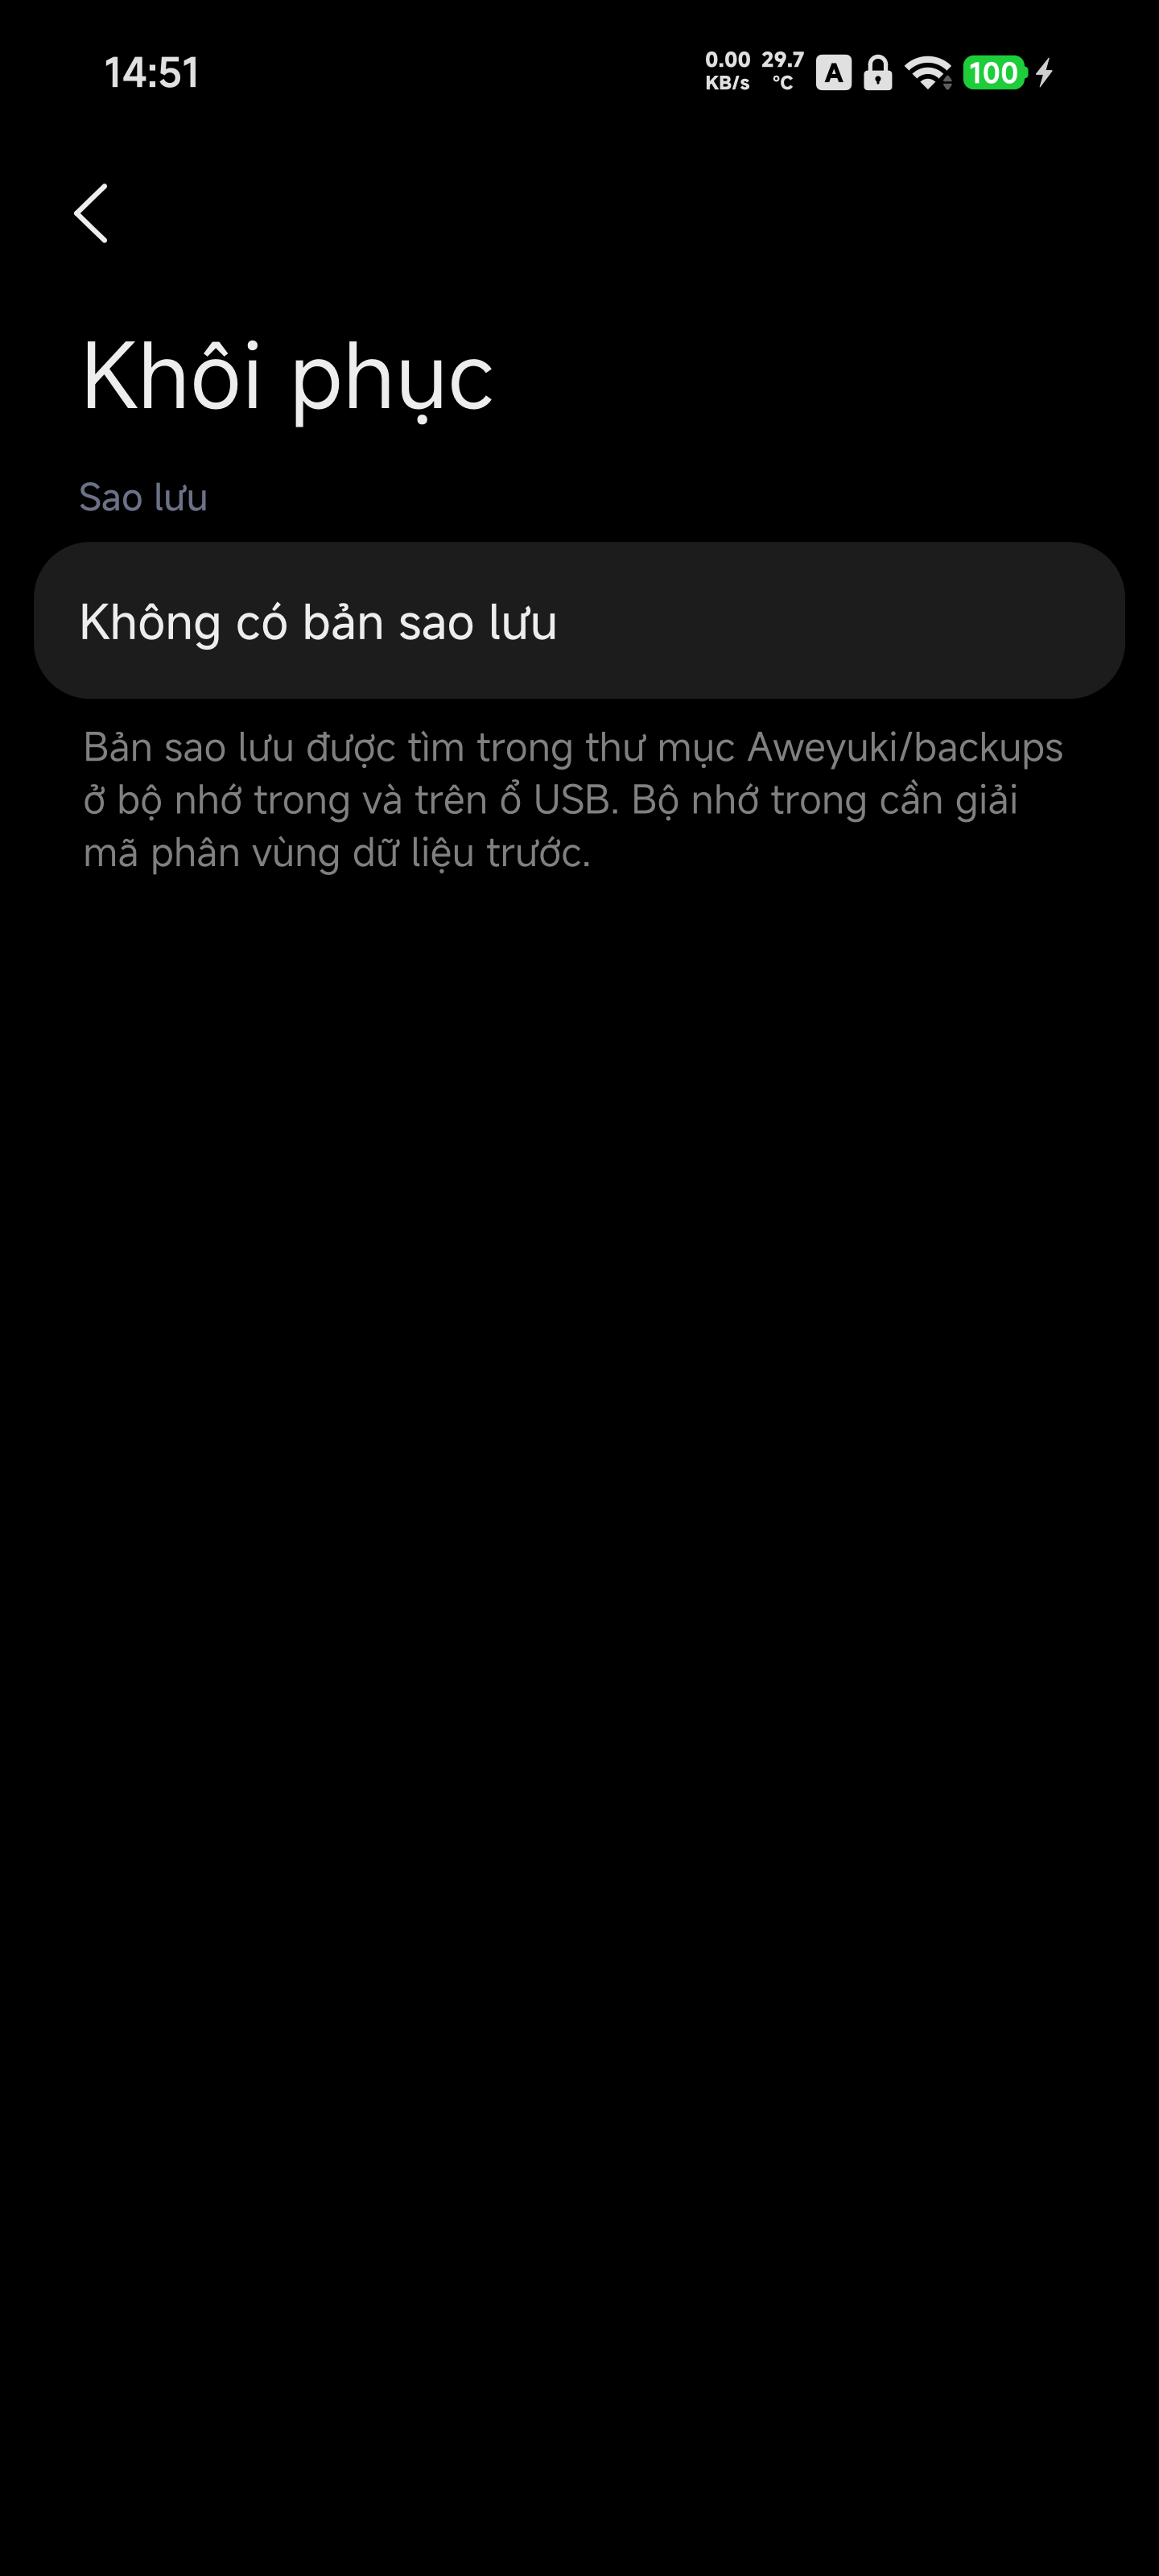 14:51
0.00 29.7
KB/s °C
A
100
Khôi phục
Sao lưu
Không có bản sao lưu
Bản sao lưu được tìm trong thư mục Aweyuki/backups
ở bộ nhớ trong và trên ổ USB. Bộ nhớ trong cần giải
mã phân vùng dữ liệu trước.